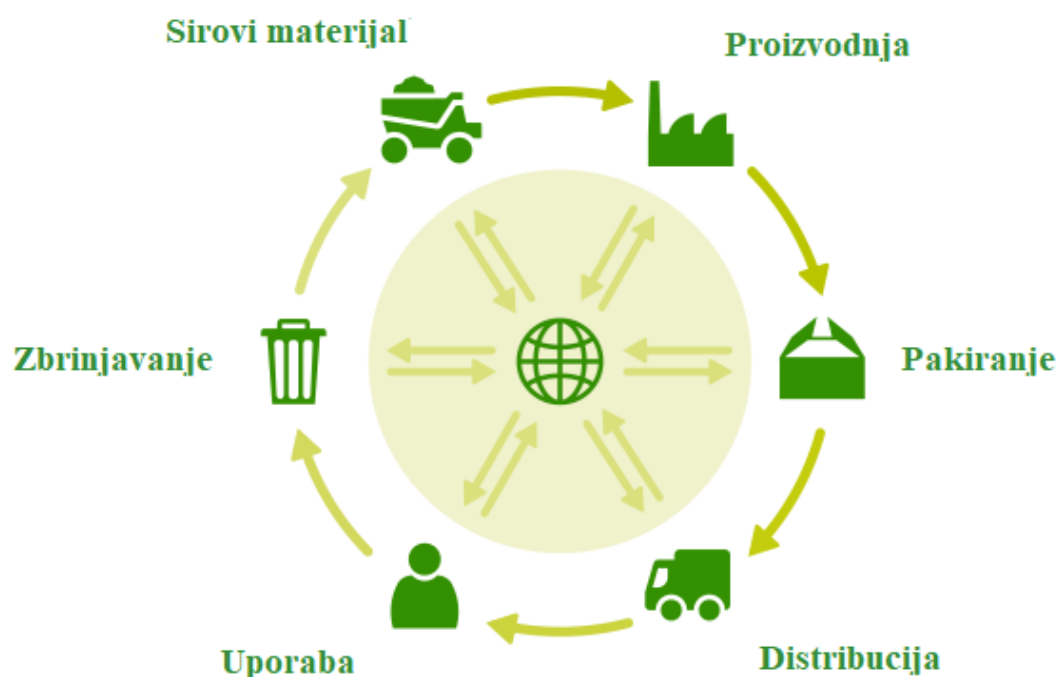 Sirovi materijal
Proizvodnja
Zbrinjavanje
Pakiranje
Uporaba
Distribucija